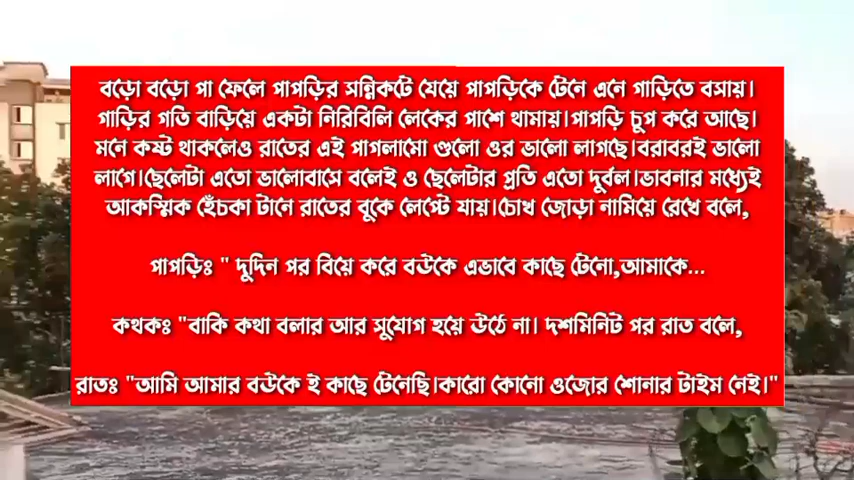 বড়ো বড়ো পা ফেলে পাপড়ির সন্নিকটে যেয়ে পাপড়িকে টেনে এনে গাড়িতে বসায়।
গাড়ির গতি বাড়িয়ে একটা নিরিবিলি লেকের পাশে থামায়।পাপড়ি চুপ করে আছে।
মনে কষ্ট থাকলেও রাতের এই পাগলামো গুলো ওর ভালো লাগছে।বরাবরই ভালো
লাগে।ছেলেটা এতো ভালোবাসে বলেই ও ছেলেটার প্রতি এতো দুর্বল।ভাবনার মধ্যেই
আকস্মিক হেঁচকা টানে রাতের বুকে লেপ্টে যায়।চোখ জোড়া নামিয়ে রেখে বলে,
পাপড়িঃ " দুদিন পর বিয়ে করে বউকে এভাবে কাছে টেনো,আমাকে...
কথকঃ "বাকি কথা বলার আর সুযোগ হয়ে উঠে না। দশমিনিট পর রাত বলে,
রাতঃ "আমি আমার বউকে ই কাছে টেনেছি।কারো কোনো ওজোর শোনার টাইম নেই।"